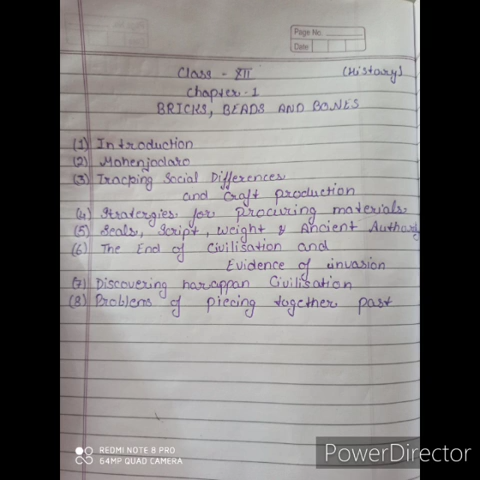 Page No.
Date
Class - XII (History)
Chapter - 1
BRICKS, BEADS AND BONES
(1) Introduction
(2) Mohenjodaro
(3) Tracking Social Differences
and Craft production
(4) Stratergies for procuring materials
(5) Seals, Script, Weight & Ancient Authority
(6) The End of Civilisation and
Evidence of invasion
(7) Discovering harappan Civilisation
(8) Problems of piecing together past
REDMI NOTE 8 PRO
64MP QUAD CAMERA
PowerDirector